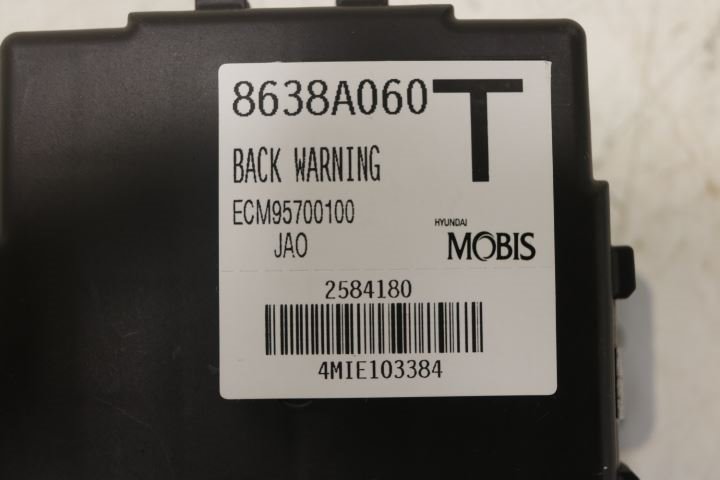 8638A060 T
BACK WARNING
ECM95700100
JAO
HYUNDAI
MOBIS
2584180
4MIE103384